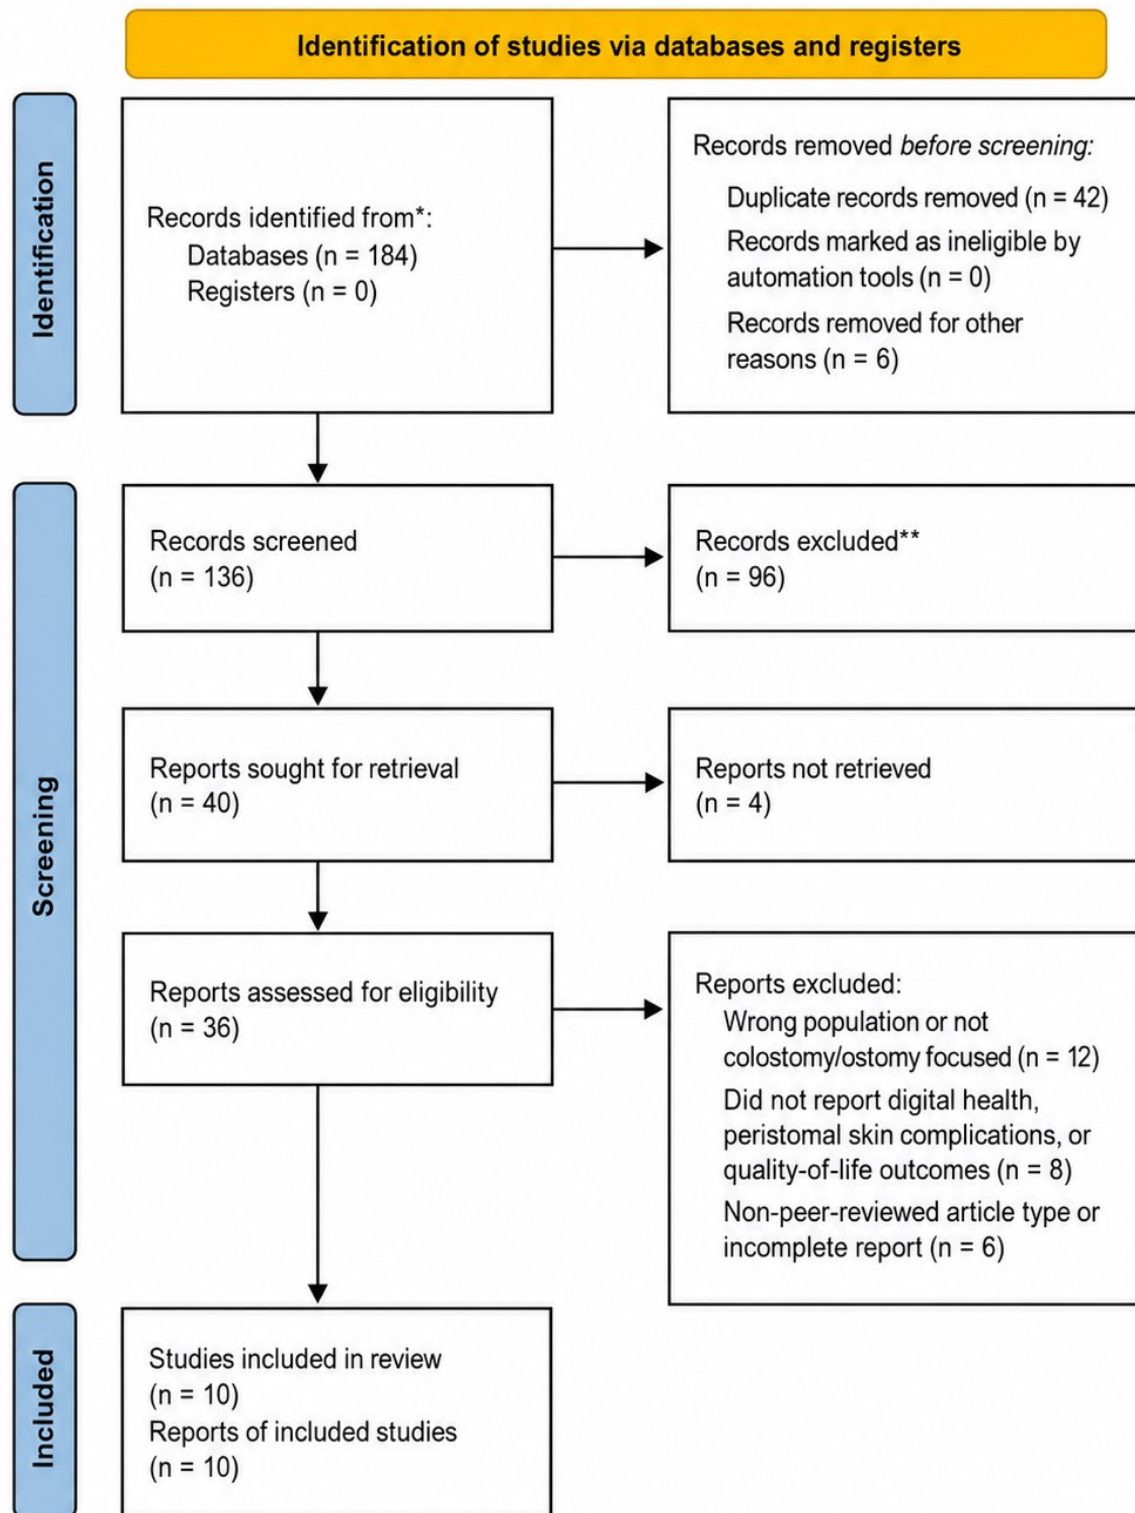 Identification of studies via databases and registers
Identification
Records identified from*:
Databases (n = 184)
Registers (n = 0)
Records removed before screening:
Duplicate records removed (n = 42)
Records marked as ineligible by
automation tools (n = 0)
Records removed for other
reasons (n = 6)
Screening
Records screened
(n = 136)
Records excluded**
(n = 96)
Reports sought for retrieval
(n = 40)
Reports not retrieved
(n = 4)
Reports assessed for eligibility
(n = 36)
Reports excluded:
Wrong population or not
colostomy/ostomy focused (n = 12)
Did not report digital health,
peristomal skin complications, or
quality-of-life outcomes (n = 8)
Non-peer-reviewed article type or
incomplete report (n = 6)
Included
Studies included in review
(n = 10)
Reports of included studies
(n = 10)